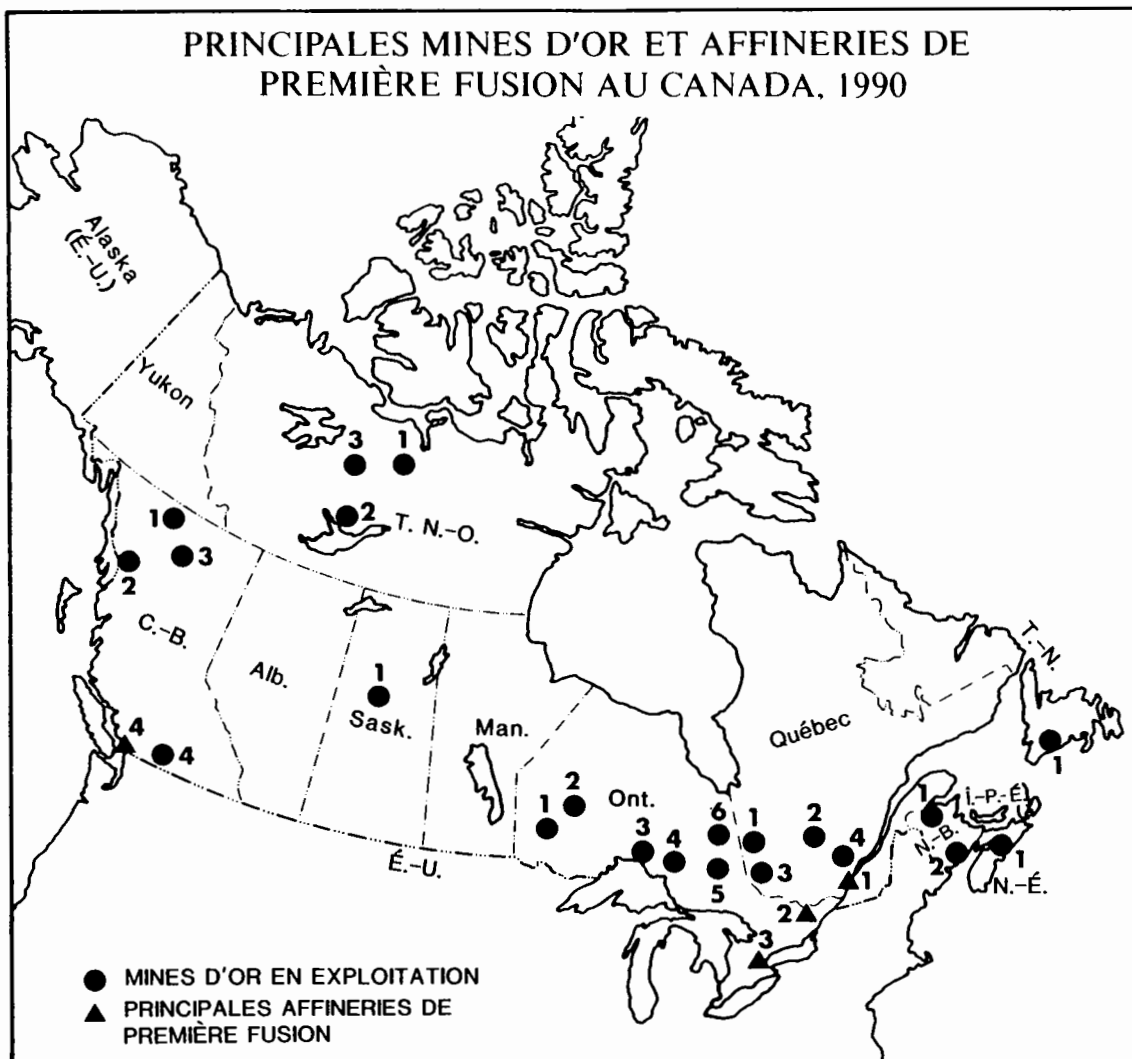 PRINCIPALES MINES D'OR ET AFFINERIES DE
PREMIÈRE FUSION AU CANADA, 1990
Alaska
(É.-U.)
Yukon
3 1
2
T. N.-O.
1
3
2
C.-B.
Alb.
1
Sask.
Man.
4
4
Québec
T.-N.
1
1
2
Ont.
6
3
4
5
1
2
4
3
1
2
3
1
Î.-P.-É.
N.-B.
2
1
N.-É.
É.-U.
● MINES D'OR EN EXPLOITATION
▲ PRINCIPALES AFFINERIES DE
PREMIÈRE FUSION